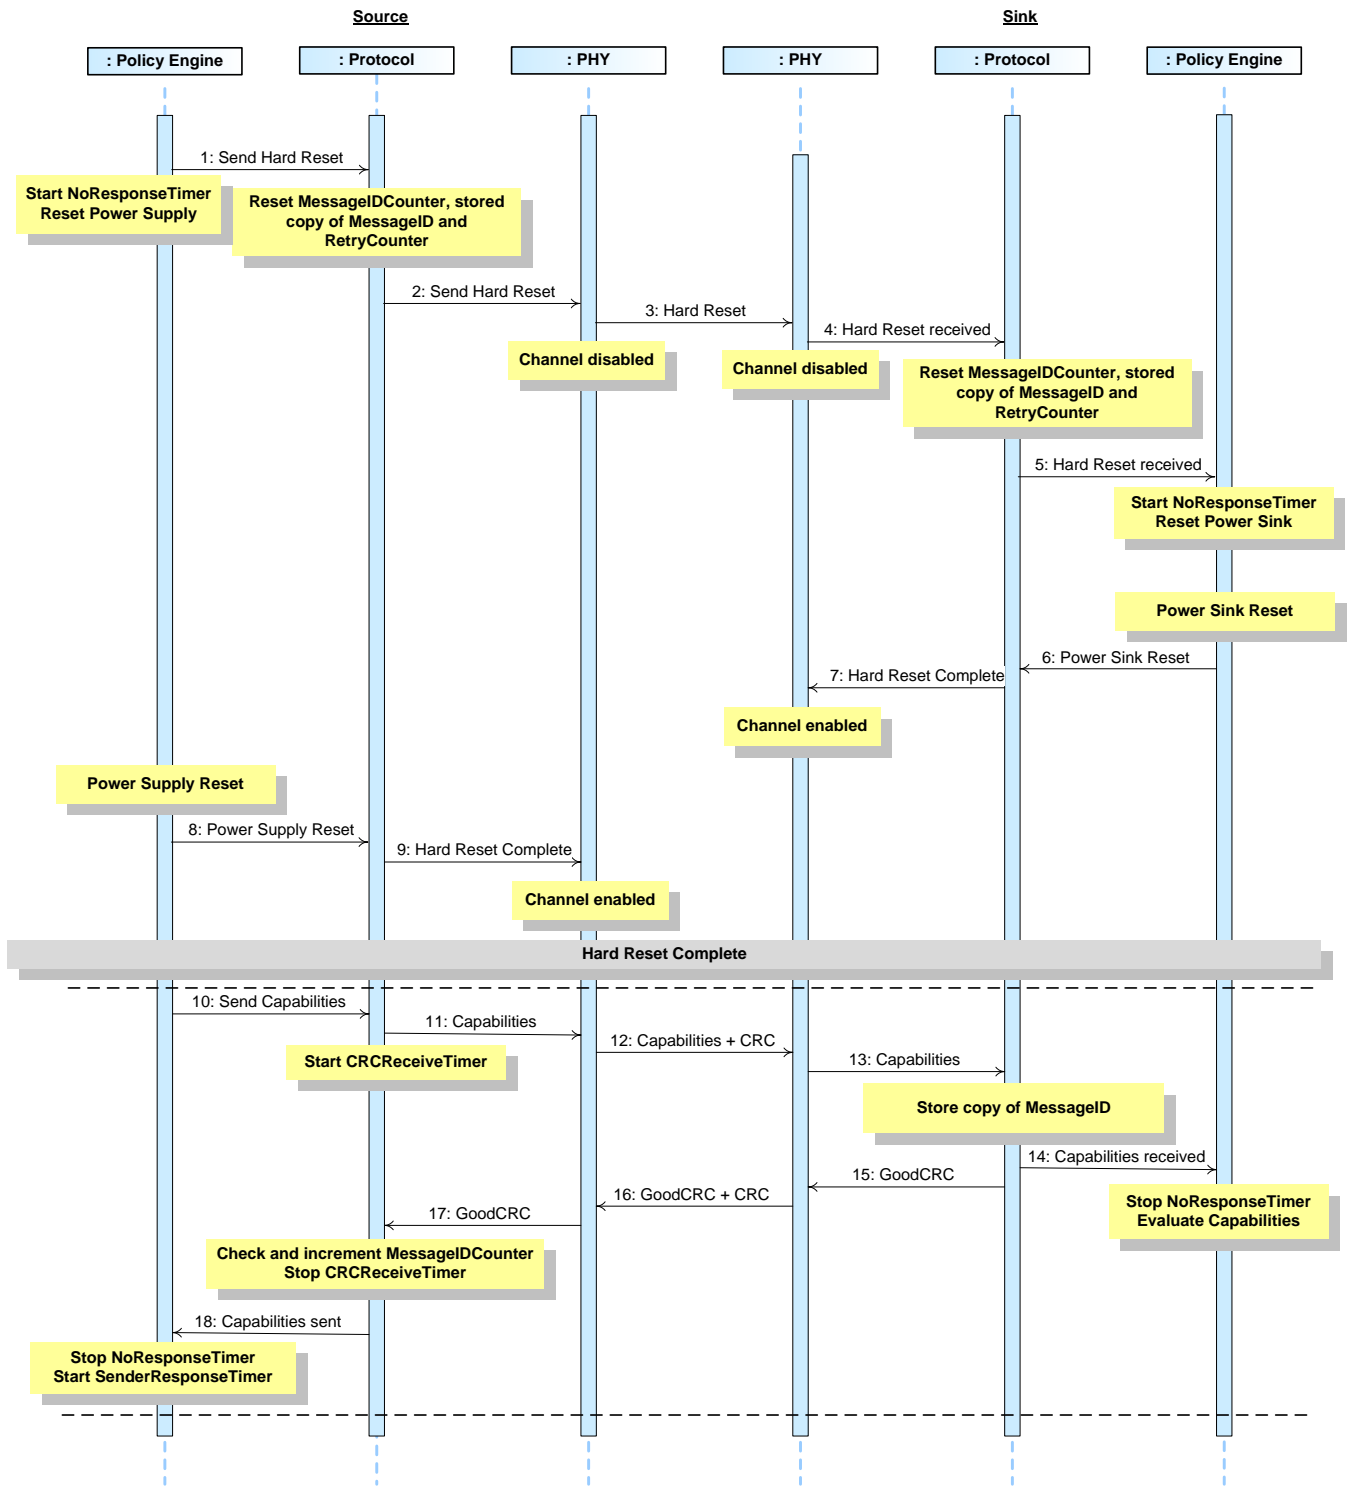 Source
Sink
: Policy Engine
: Protocol
: PHY
: PHY
: Protocol
: Policy Engine
1: Send Hard Reset
Start NoResponseTimer
Reset Power Supply
Reset MessageIDCounter, stored
copy of MessageID and
RetryCounter
2: Send Hard Reset
3: Hard Reset
4: Hard Reset received
Channel disabled
Channel disabled
Reset MessageIDCounter, stored
copy of MessageID and
RetryCounter
5: Hard Reset received
Start NoResponseTimer
Reset Power Sink
Power Sink Reset
6: Power Sink Reset
7: Hard Reset Complete
Channel enabled
Power Supply Reset
8: Power Supply Reset
9: Hard Reset Complete
Channel enabled
Hard Reset Complete
10: Send Capabilities
11: Capabilities
12: Capabilities + CRC
Start CRCReceiveTimer
13: Capabilities
Store copy of MessageID
14: Capabilities received
15: GoodCRC
16: GoodCRC + CRC
17: GoodCRC
Stop NoResponseTimer
Evaluate Capabilities
Check and increment MessageIDCounter
Stop CRCReceiveTimer
18: Capabilities sent
Stop NoResponseTimer
Start SenderResponseTimer